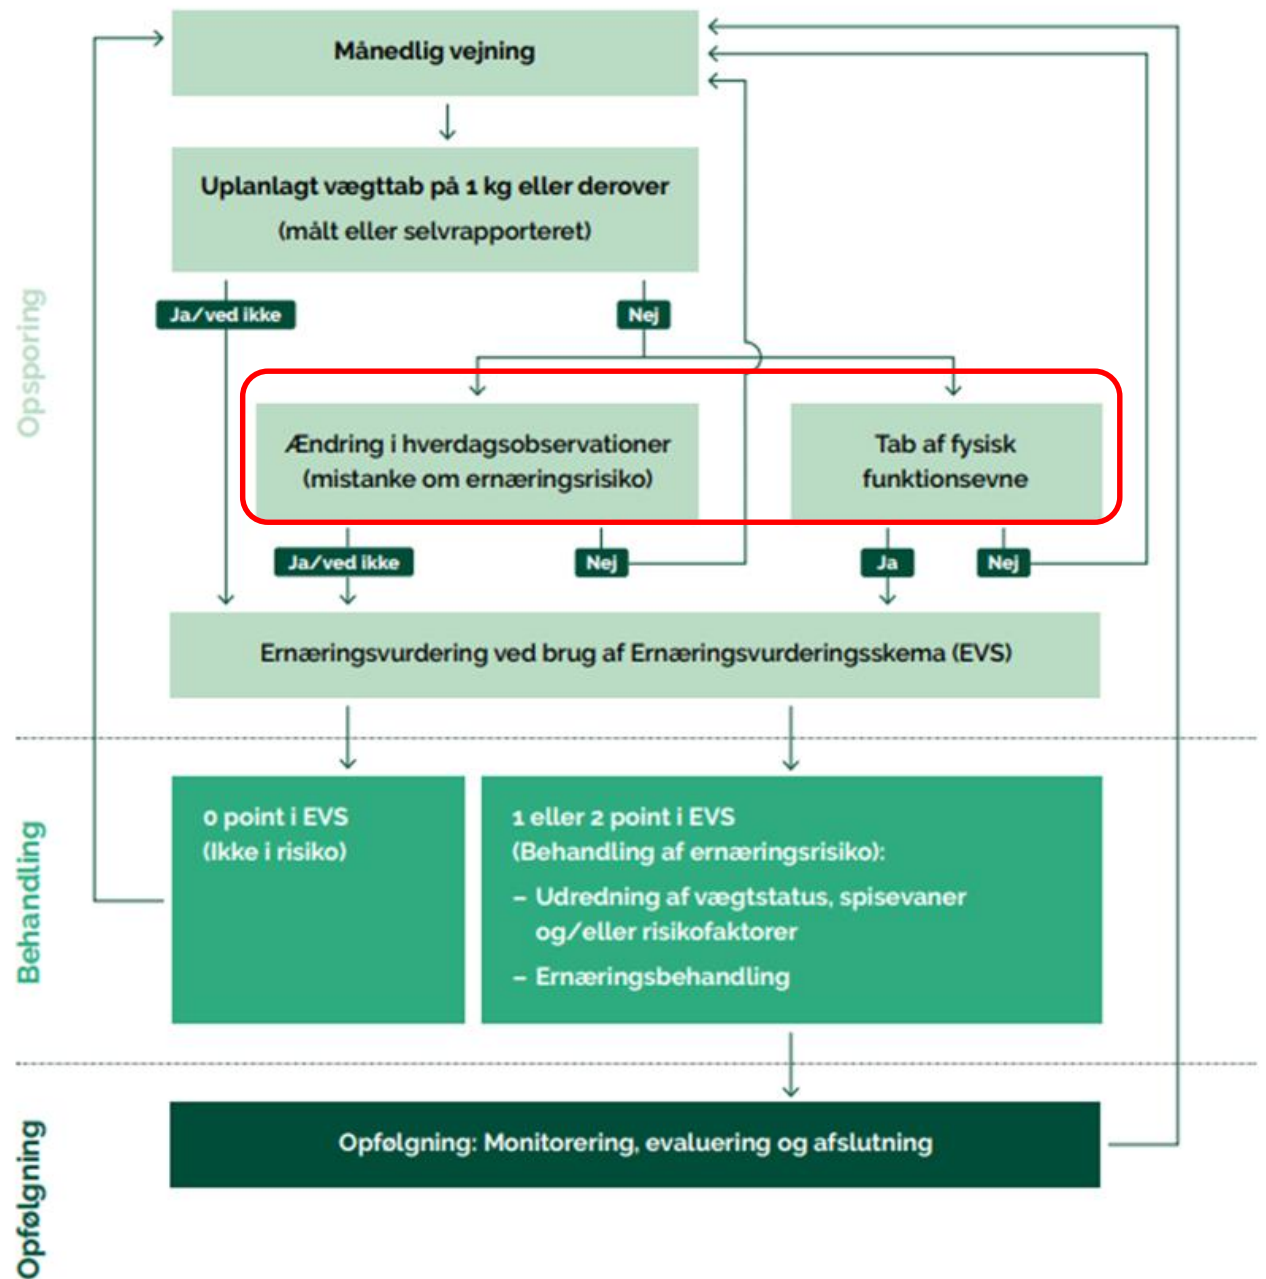 Månedlig vejning
Uplanlagt vægttab på 1 kg eller derover
(målt eller selvrapporteret)
Ja/ved ikke
Nej
Opsporing
Ændring i hverdagsobservationer
(mistanke om ernæringsrisiko)
Tab af fysisk
funktionsevne
Ja/ved ikke
Nej
Ja
Nej
Ernæringsvurdering ved brug af Ernæringsvurderingsskema (EVS)
Behandling
0 point i EVS
(Ikke i risiko)
1 eller 2 point i EVS
(Behandling af ernæringsrisiko):
– Udredning af vægtstatus, spisevaner
og/eller risikofaktorer
– Ernæringsbehandling
Opfølgning
Opfølgning: Monitorering, evaluering og afslutning